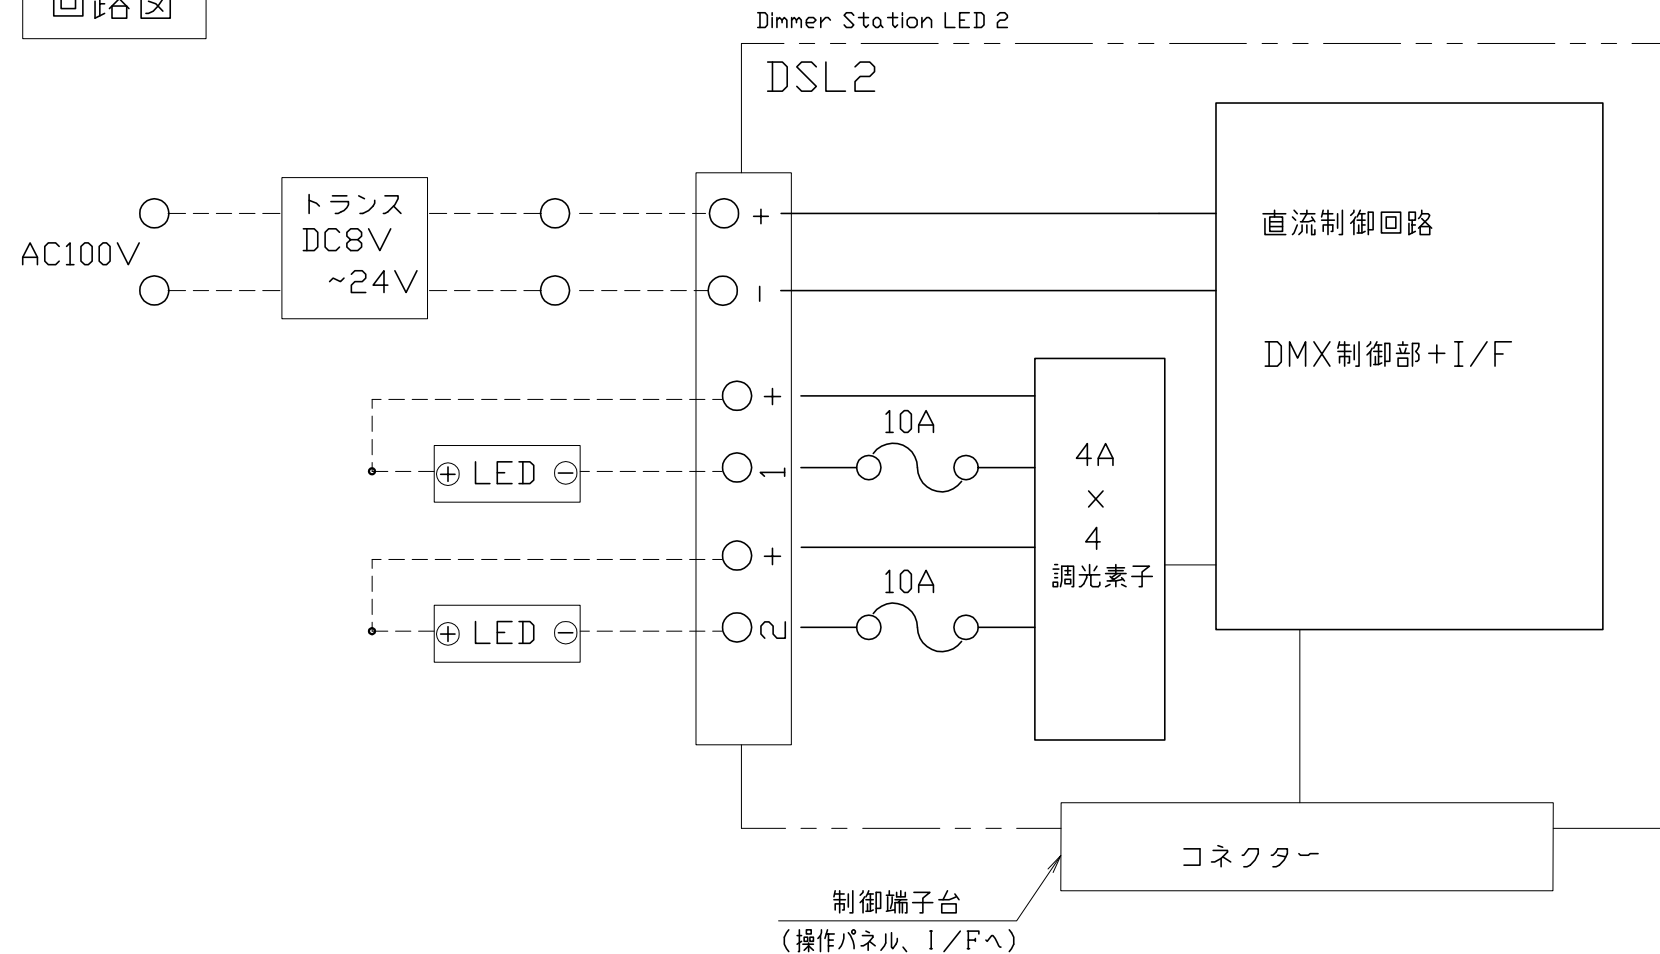 回路図
Dimmer Station LED 2
DSL2
AC100V
トランス
DC8V
~24V
+
-
直流制御回路
DMX制御部+I/F
+
10A
⊕ LED ⊖
1
4A
×
4
調光素子
+
10A
⊕ LED ⊖
2
コネクター
制御端子台
(操作パネル、I/Fへ)